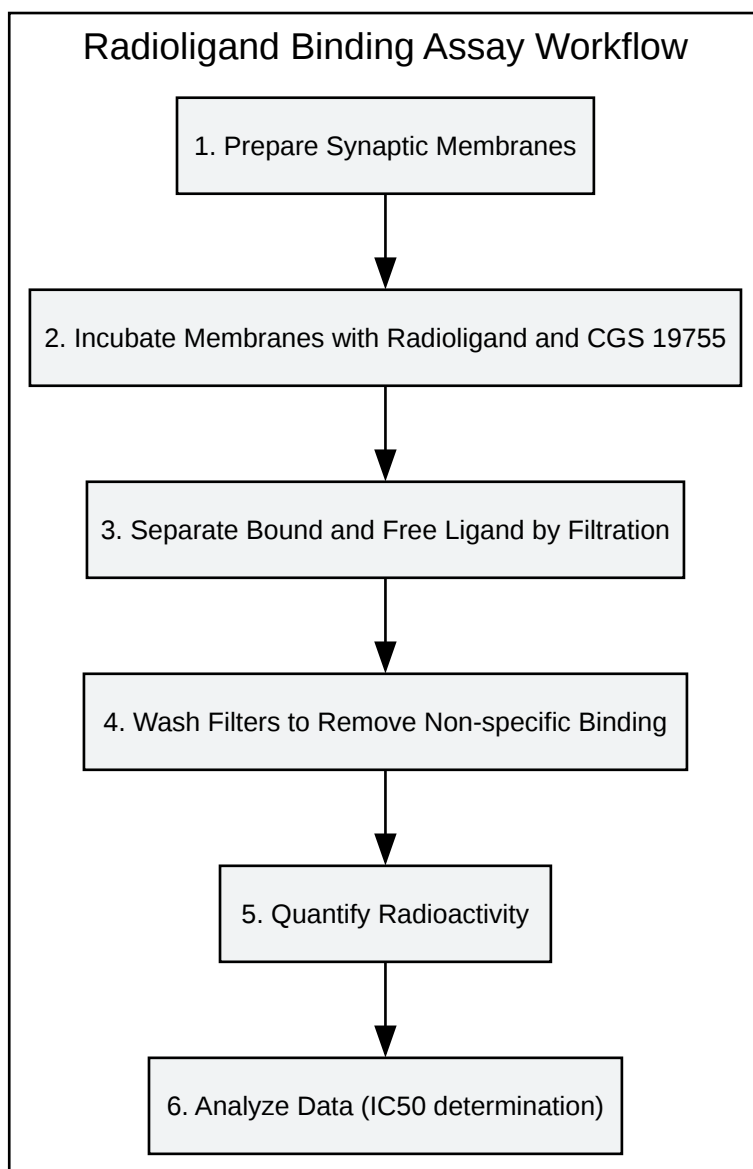 Radioligand Binding Assay Workflow
1. Prepare Synaptic Membranes
2. Incubate Membranes with Radioligand and CGS 19755
3. Separate Bound and Free Ligand by Filtration
4. Wash Filters to Remove Non-specific Binding
5. Quantify Radioactivity
6. Analyze Data (IC50 determination)